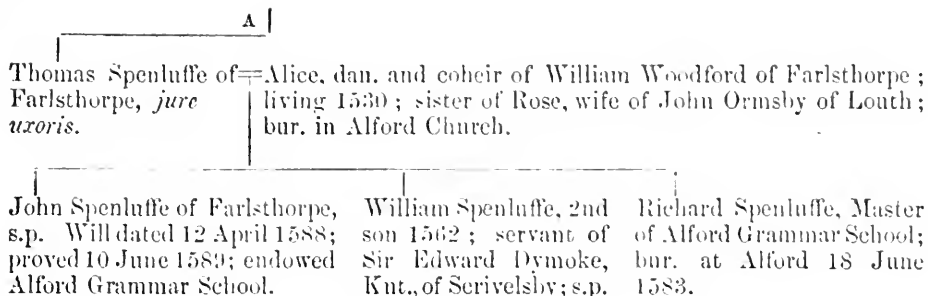 A
Thomas Spenluffe of=Alice, dan. and coheir of William Woodford of Farlsthorpe ;
Farlsthorpe, jure living 1530 ; sister of Rose, wife of John Ormsby of Louth ;
uxoris. bur. in Alford Church.
John Spenluffe of Farlsthorpe,
s.p. Will dated 12 April 1588;
proved 10 June 1589; endowed
Alford Grammar School.
William Spenluffe, 2nd
son 1562 ; servant of
Sir Edward Dymoke,
Knt., of Scrivelsby; s.p.
Richard Spenluffe, Master
of Alford Grammar School;
bur. at Alford 18 June
1583.